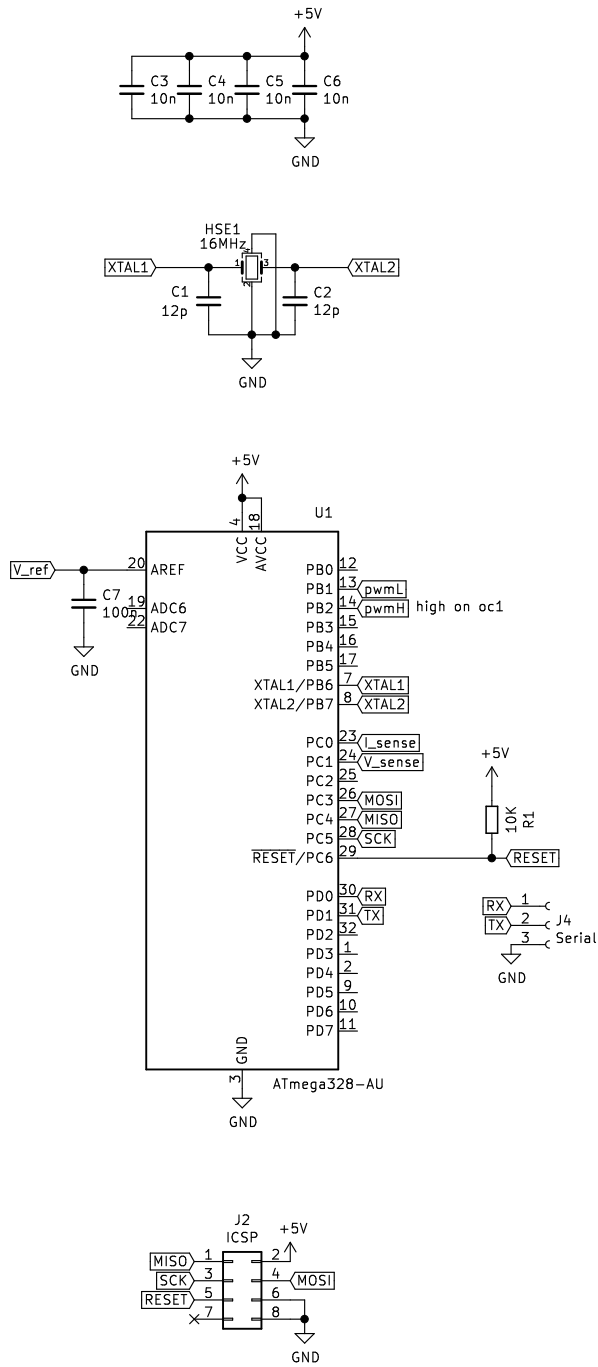 +5V
C3 C4 C5 C6
10n 10n 10n 10n
GND
HSE1
16MHz
4
XTAL1 1 3 XTAL2
2
C1 C2
12p 12p
GND
+5V
U1
4 18
VCC AVCC
V_ref 20 AREF PB0 12
C7 PB1 13 pwmL
100n 19 ADC6 PB2 14 pwmH high on oc1
22 ADC7 PB3 15
GND PB4 16
PB5 17
XTAL1/PB6 7 XTAL1
XTAL2/PB7 8 XTAL2
PC0 23 I_sense
PC1 24 V_sense +5V
PC2 25
PC3 26 MOSI 10K R1
PC4 27 MISO
PC5 28 SCK
RESET/PC6 29 RESET
PD0 30 RX RX 1
PD1 31 TX TX 2 J4
PD2 32 3 Serial
PD3 1 GND
PD4 2
PD5 9
PD6 10
PD7 11
GND
3 ATmega328-AU
GND
J2
ICSP +5V
MISO 1 2
SCK 3 4 MOSI
RESET 5 6
7 8
GND